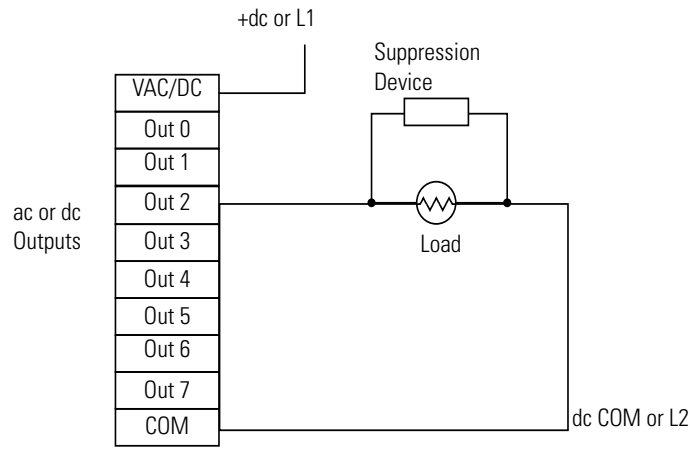 +dc or L1
Suppression
Device
VAC/DC
Out 0
Out 1
Out 2
Out 3
Out 4
Out 5
Out 6
Out 7
COM
ac or dc
Outputs
Load
dc COM or L2